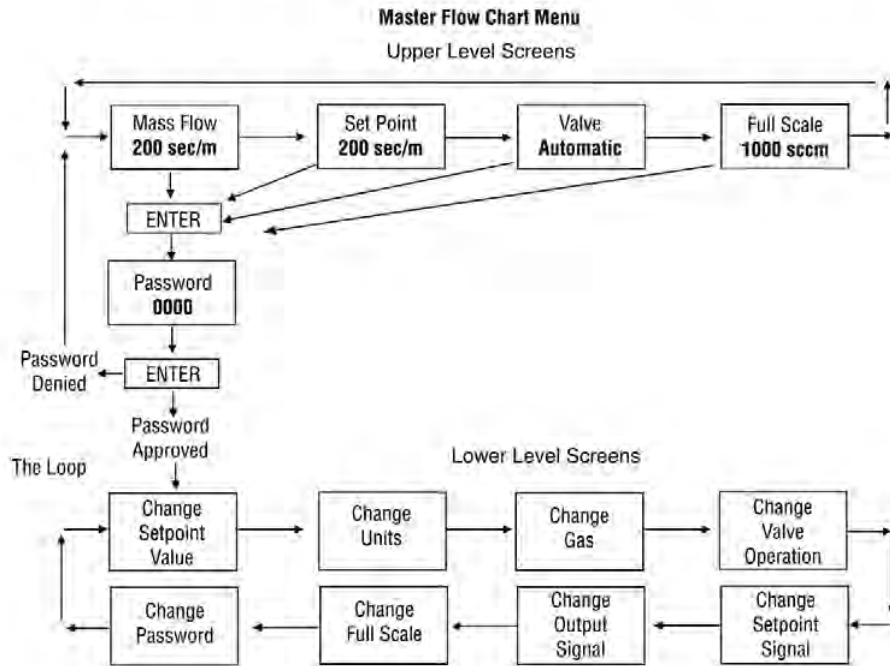 Master Flow Chart Menu
Upper Level Screens
Mass Flow
200 sec/m
Set Point
200 sec/m
Valve
Automatic
Full Scale
1000 sccm
ENTER
Password
0000
Password
Denied
ENTER
Password
Approved
The Loop
Lower Level Screens
Change
Setpoint
Value
Change
Units
Change
Gas
Change
Valve
Operation
Change
Password
Change
Full Scale
Change
Output
Signal
Change
Setpoint
Signal